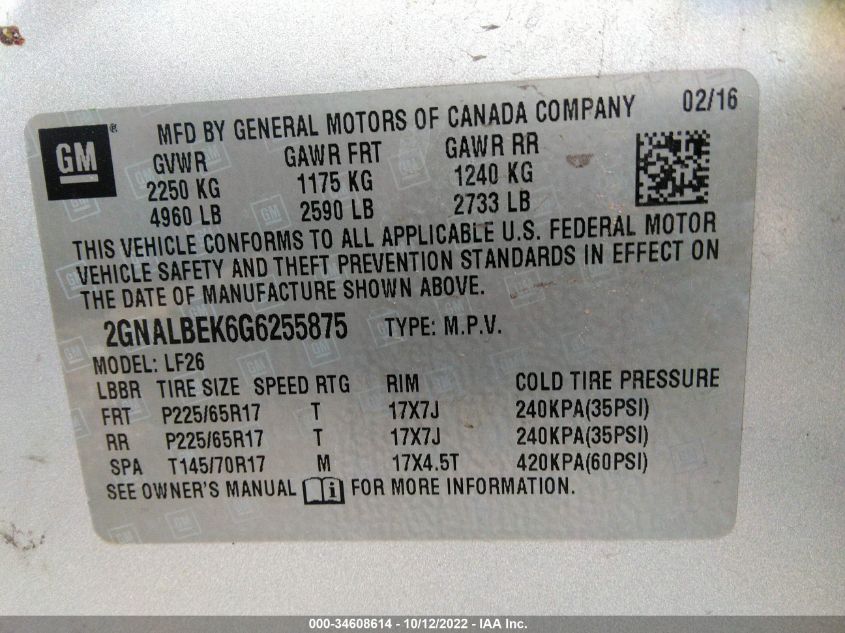 MFD BY GENERAL MOTORS OF CANADA COMPANY 02/16
GM ®
GVWR GAWR FRT GAWR RR
2250 KG 1175 KG 1240 KG
4960 LB 2590 LB 2733 LB
THIS VEHICLE CONFORMS TO ALL APPLICABLE U.S. FEDERAL MOTOR
VEHICLE SAFETY AND THEFT PREVENTION STANDARDS IN EFFECT ON
THE DATE OF MANUFACTURE SHOWN ABOVE.
2GNALBEK6G6255875 TYPE: M.P.V.
MODEL: LF26
LBBR TIRE SIZE SPEED RTG RIM COLD TIRE PRESSURE
FRT P225/65R17 T 17X7J 240KPA(35PSI)
RR P225/65R17 T 17X7J 240KPA(35PSI)
SPA T145/70R17 M 17X4.5T 420KPA(60PSI)
SEE OWNER'S MANUAL i FOR MORE INFORMATION.
000-34608614 - 10/12/2022 - IAA Inc.